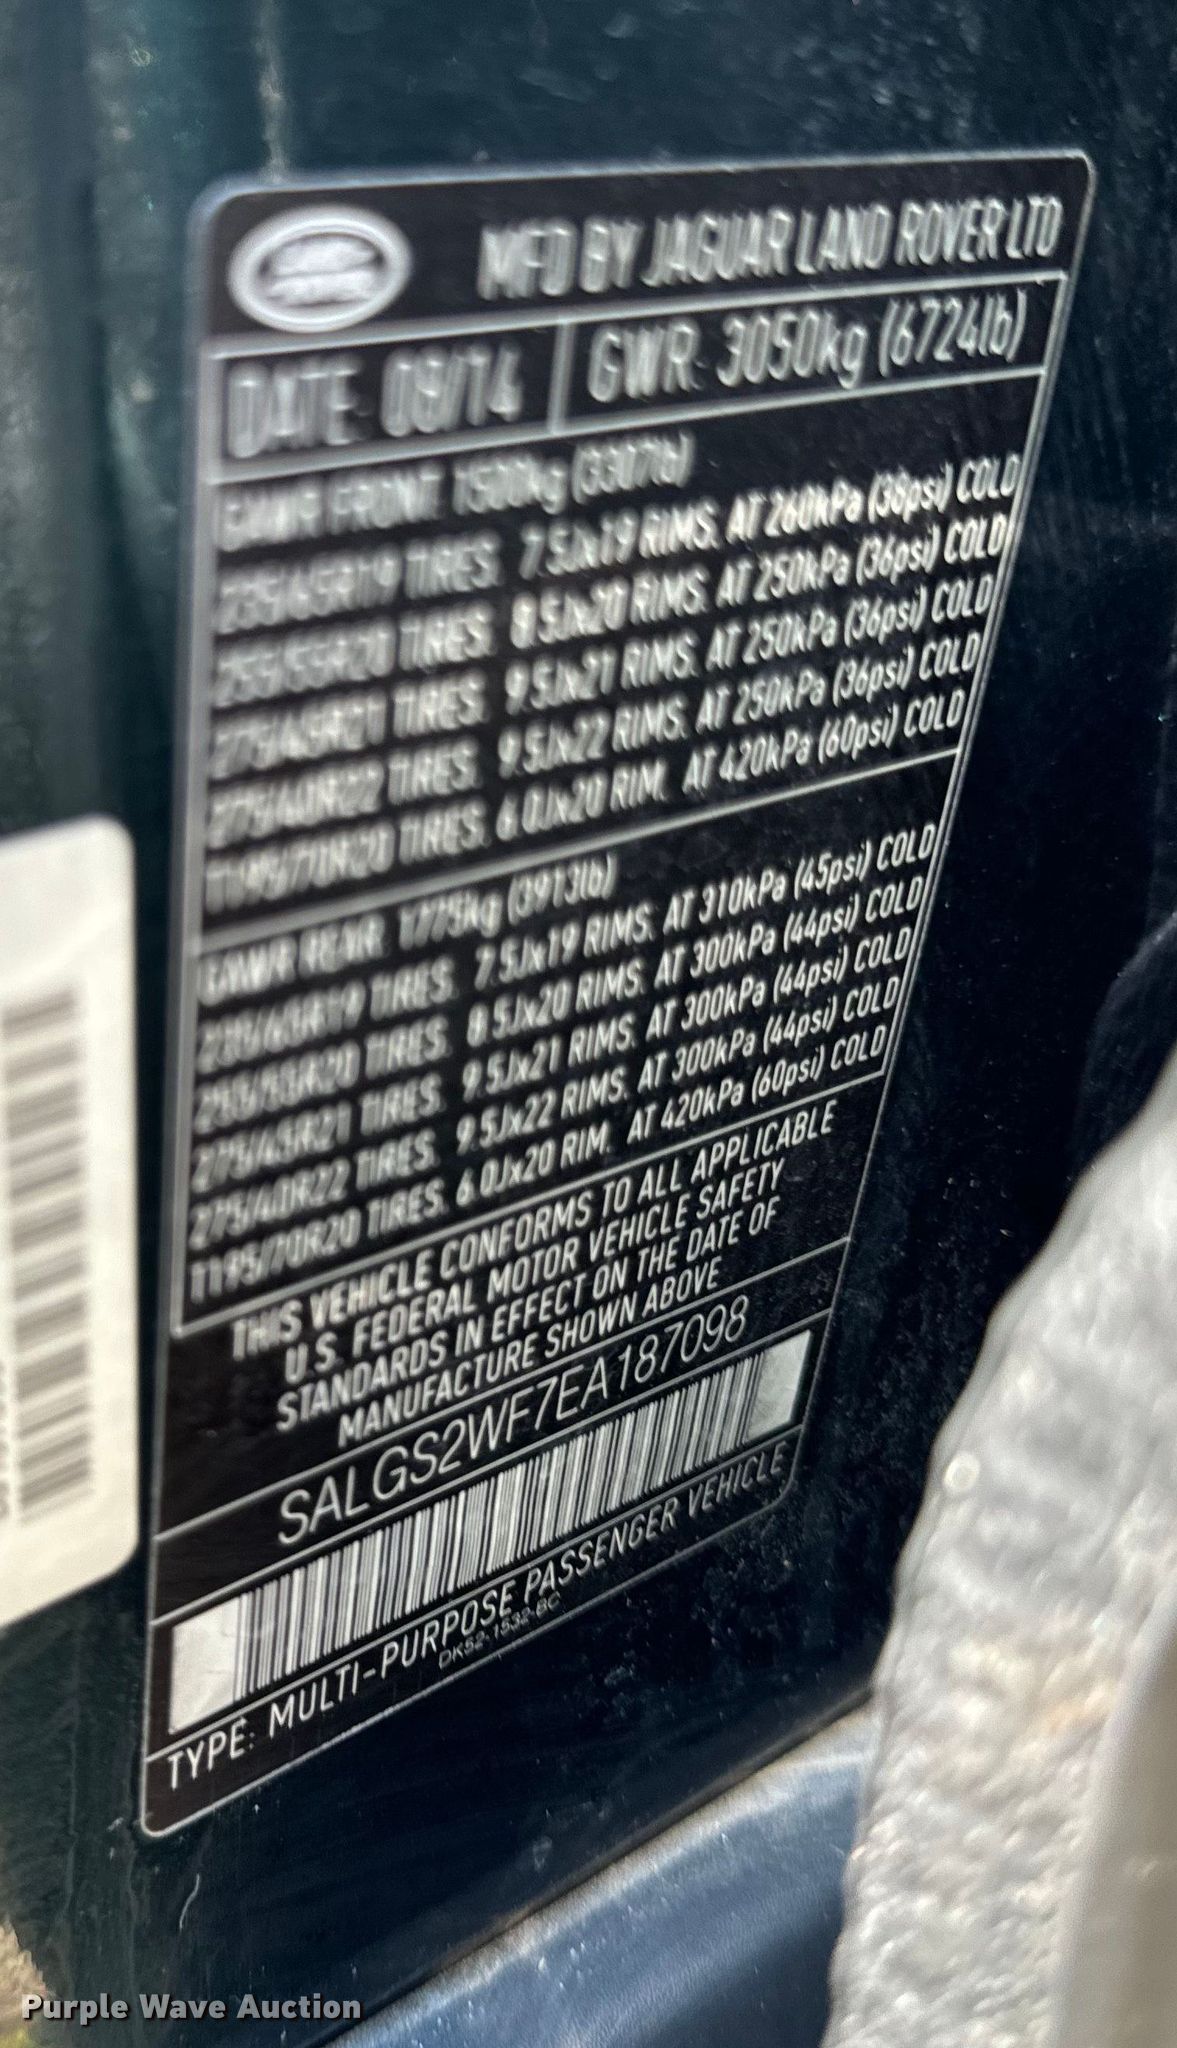 MFD BY JAGUAR LAND ROVER LTD
DATE: 08/14 GWR: 3050kg (6724lb)
GAWR FRONT. 1500kg (3307lb)
235/65R19 TIRES. 7.5Jx19 RIMS. AT 260kPa (38psi) COLD
255/55R20 TIRES. 8.5Jx20 RIMS. AT 250kPa (36psi) COLD
275/45R21 TIRES. 9.5Jx21 RIMS. AT 250kPa (36psi) COLD
275/40R22 TIRES. 9.5Jx22 RIMS. AT 250kPa (36psi) COLD
T195/70R20 TIRES. 6.0Jx20 RIM. AT 420kPa (60psi) COLD
GAWR REAR. 1775kg (3913lb)
235/65R19 TIRES. 7.5Jx19 RIMS. AT 310kPa (45psi) COLD
255/55R20 TIRES. 8.5Jx20 RIMS. AT 300kPa (44psi) COLD
275/45R21 TIRES. 9.5Jx21 RIMS. AT 300kPa (44psi) COLD
275/40R22 TIRES. 9.5Jx22 RIMS. AT 300kPa (44psi) COLD
T195/70R20 TIRES. 6.0Jx20 RIM. AT 420kPa (60psi) COLD
THIS VEHICLE CONFORMS TO ALL APPLICABLE
U.S. FEDERAL MOTOR VEHICLE SAFETY
STANDARDS IN EFFECT ON THE DATE OF
MANUFACTURE SHOWN ABOVE
SALGS2WF7EA187098
TYPE: MULTI-PURPOSE PASSENGER VEHICLE
DK52-1532-BC
Purple Wave Auction